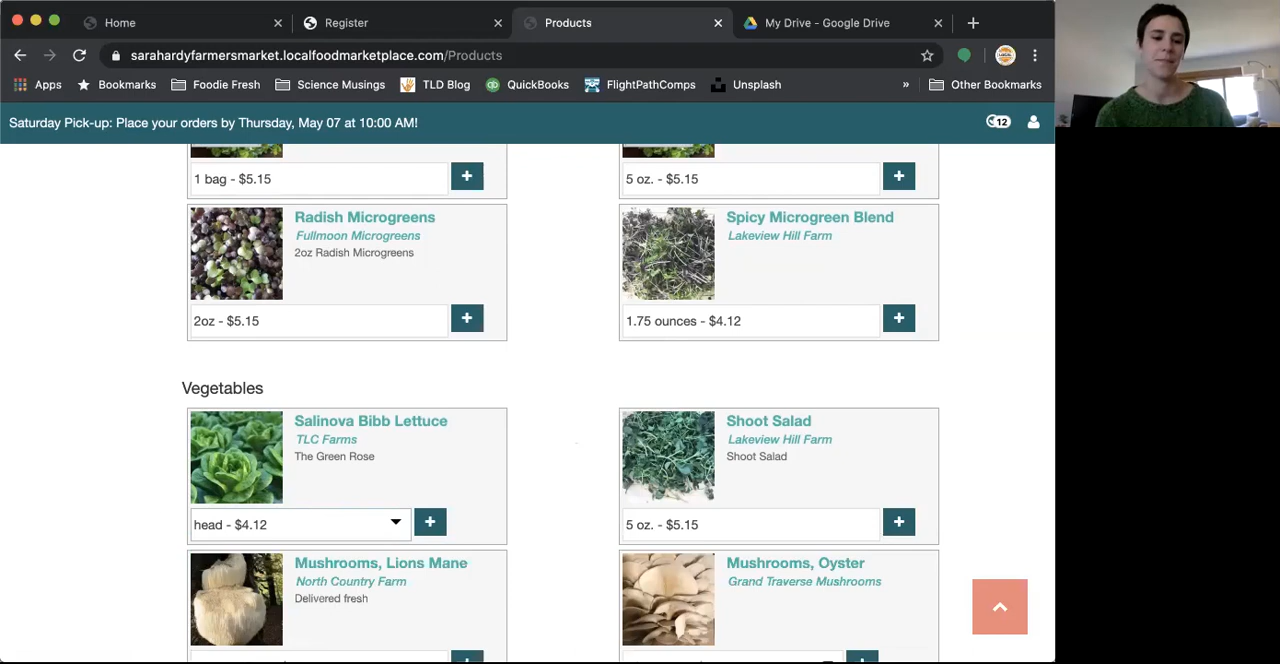 Home
Register
Products
My Drive - Google Drive
sarahardyfarmersmarket.localfoodmarketplace.com/Products
Apps
Bookmarks
Foodie Fresh
Scence Musings
TLD Blog
QuickBooks
FlightPathComps
Unsplash
»
Other Bookmarks
Saturday Pick-up: Place your orders by Thursday, May 07 at 10:00 AM!
12
1 bag - $5.15
5 oz. - $5.15
Radish Microgreens
Fullmoon Microgreens
2oz Radish Microgreens
2oz - $5.15
Spicy Microgreen Blend
Lakeview Hill Farm
1.75 ounces - $4.12
Vegetables
Salinova Bibb Lettuce
TLC Farms
The Green Rose
head - $4.12
Shoot Salad
Lakeview Hill Farm
Shoot Salad
5 oz. - $5.15
Mushrooms, Lions Mane
North Country Farm
Delivered fresh
Mushrooms, Oyster
Grand Traverse Mushrooms